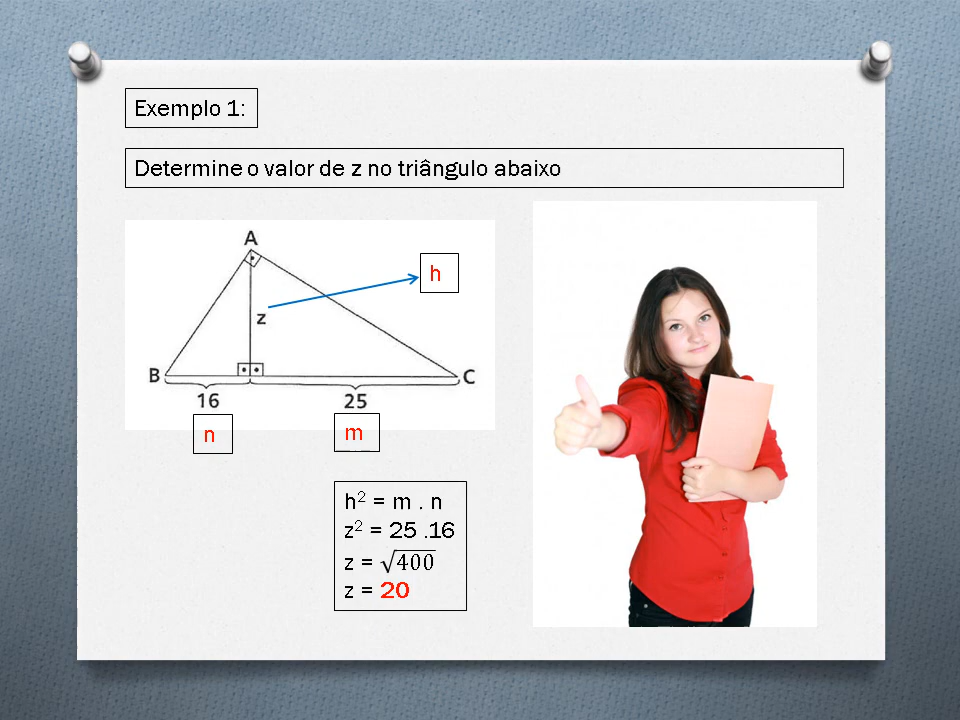 Exemplo 1:
Determine o valor de z no triângulo abaixo
A
h
z
B
C
16
25
n
m
h² = m . n
z² = 25 .16
z = √400
z = 20